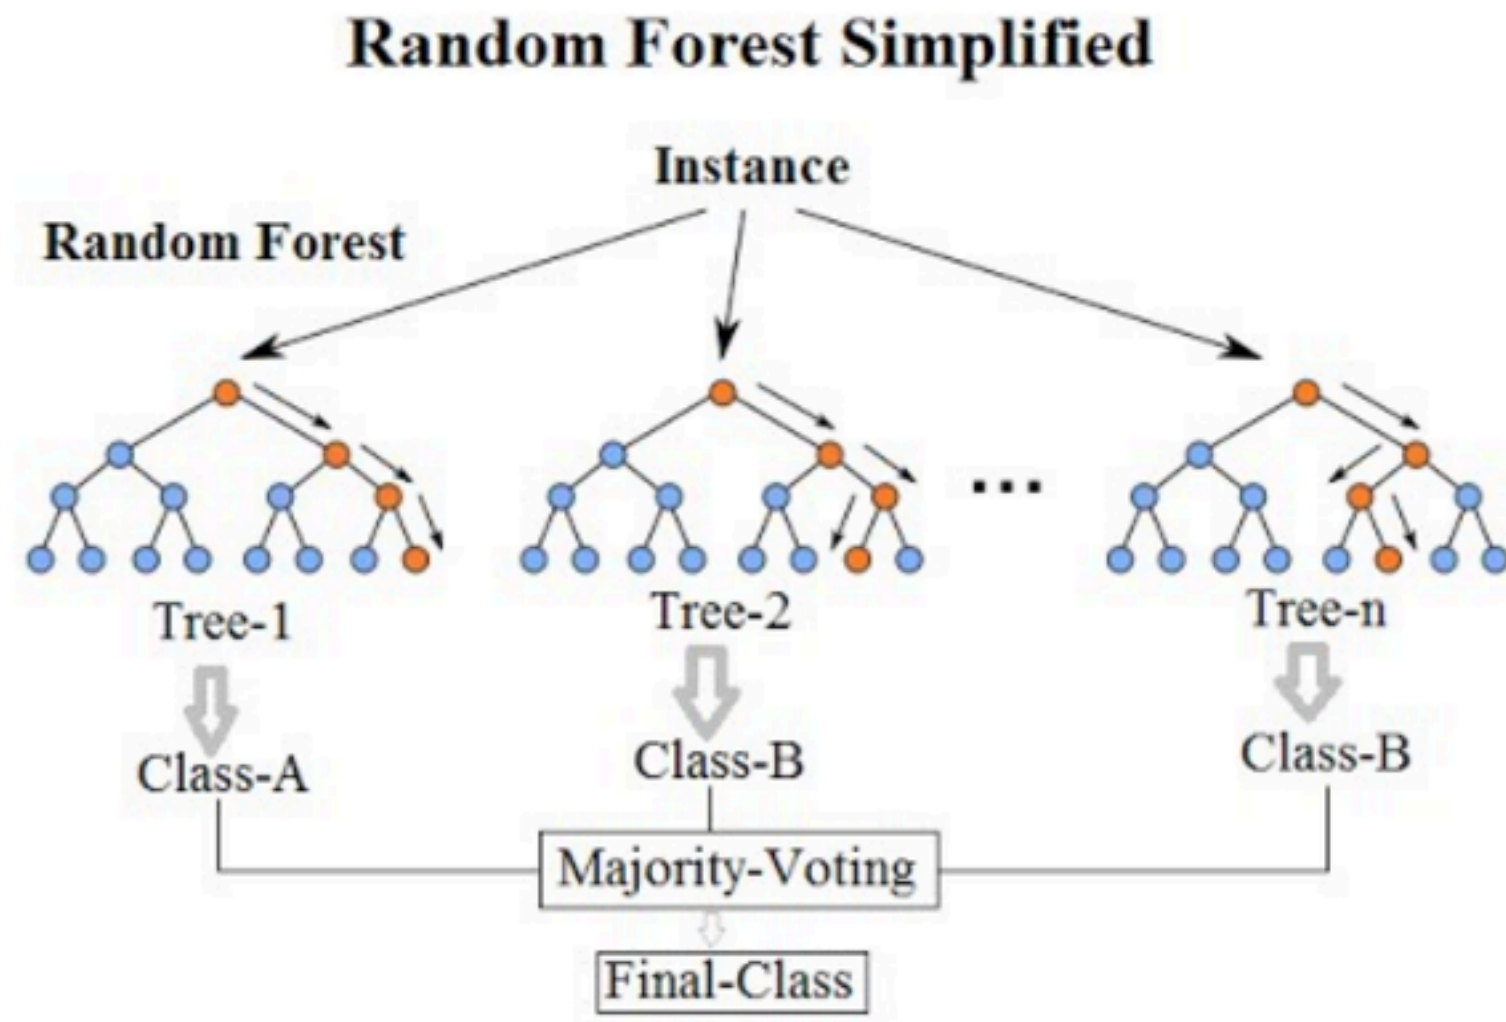 Random Forest Simplified
Instance
Random Forest
...
Tree-1
Tree-2
Tree-n
Class-A
Class-B
Class-B
Majority-Voting
Final-Class